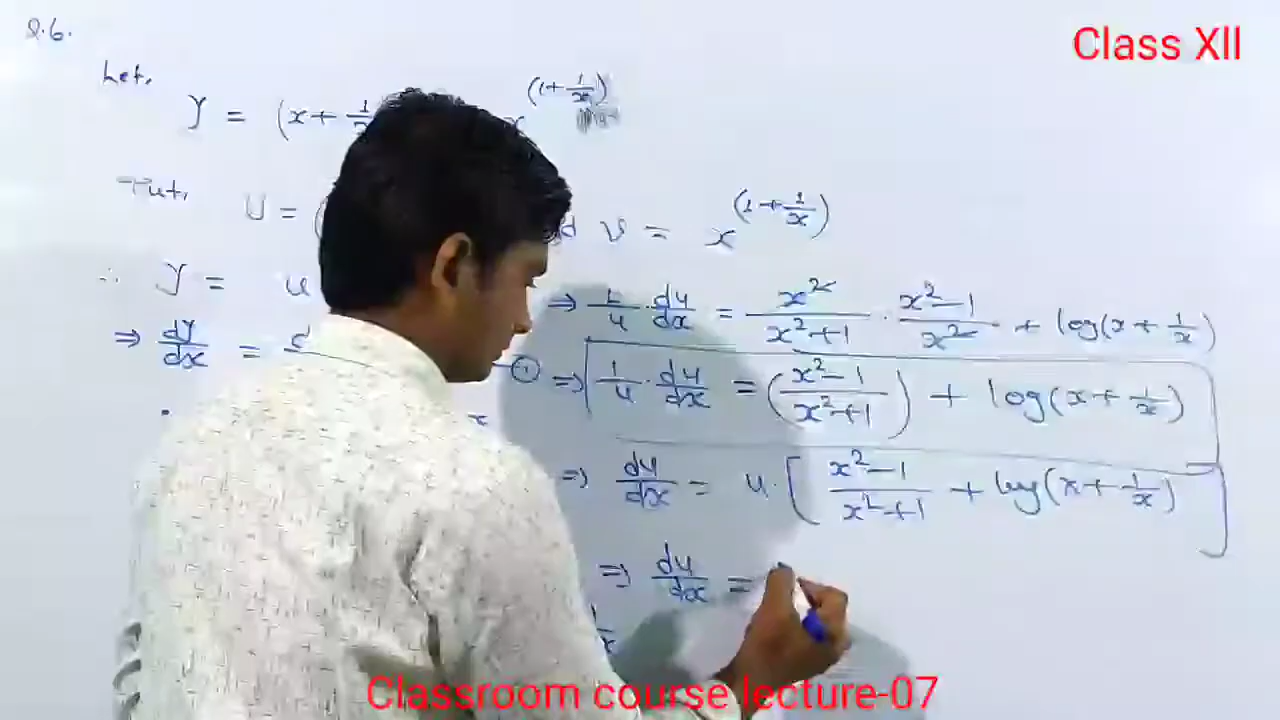 Q.6.
Class XII
Let,
y = (x + 1/x) x^(1 + 1/x)
Put, U = ( v = x^(1 + 1/x)
∴ y = u
⇒ 1/u · du/dx = x²/(x²+1) · (x²-1)/x² + log(x + 1/x)
⇒ dy/dx = ①
⇒ 1/u · du/dx = ((x²-1)/(x²+1)) + log(x + 1/x)
⇒ du/dx = u · [(x²-1)/(x²+1) + log(x + 1/x)]
⇒ du/dx =
Classroom course lecture-07